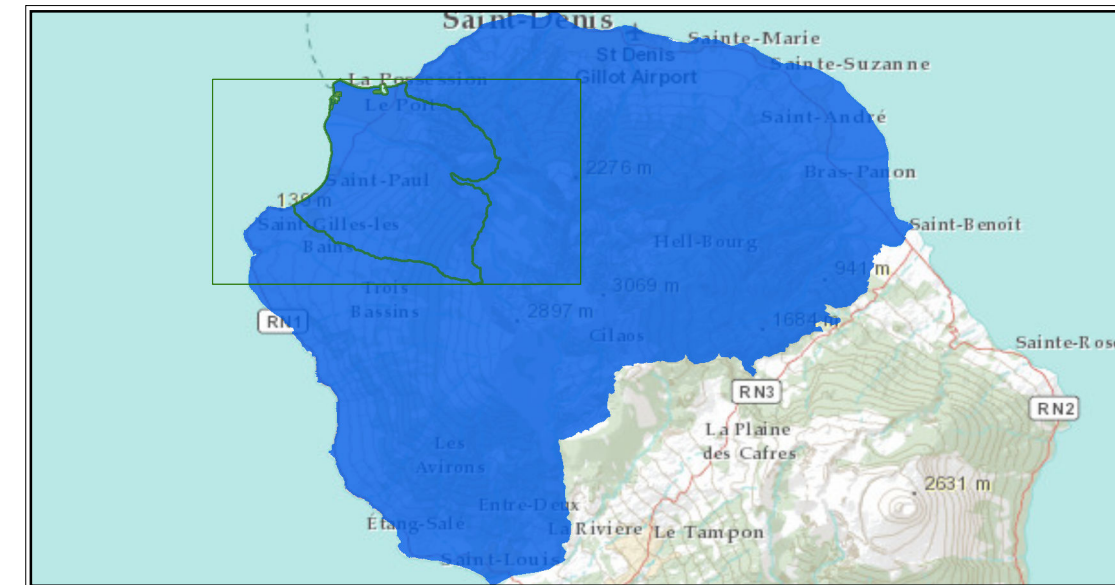 Saint-Denis
Sainte-Marie
St Denis
Gillot Airport
Sainte-Suzanne
La Possession
Le Port
Saint-André
2276 m
Bras-Panon
Saint-Paul
139 m
Saint-Gilles-les
Bains
Saint-Benoît
Hell-Bourg
941 m
3069 m
Trois
Bassins
2897 m
1684 m
RN1
Cilaos
Sainte-Rose
RN3
RN2
La Plaine
des Cafres
Les
Avirons
2631 m
Entre-Deux
Étang-Salé
La Rivière
Le Tampon
Saint-Louis